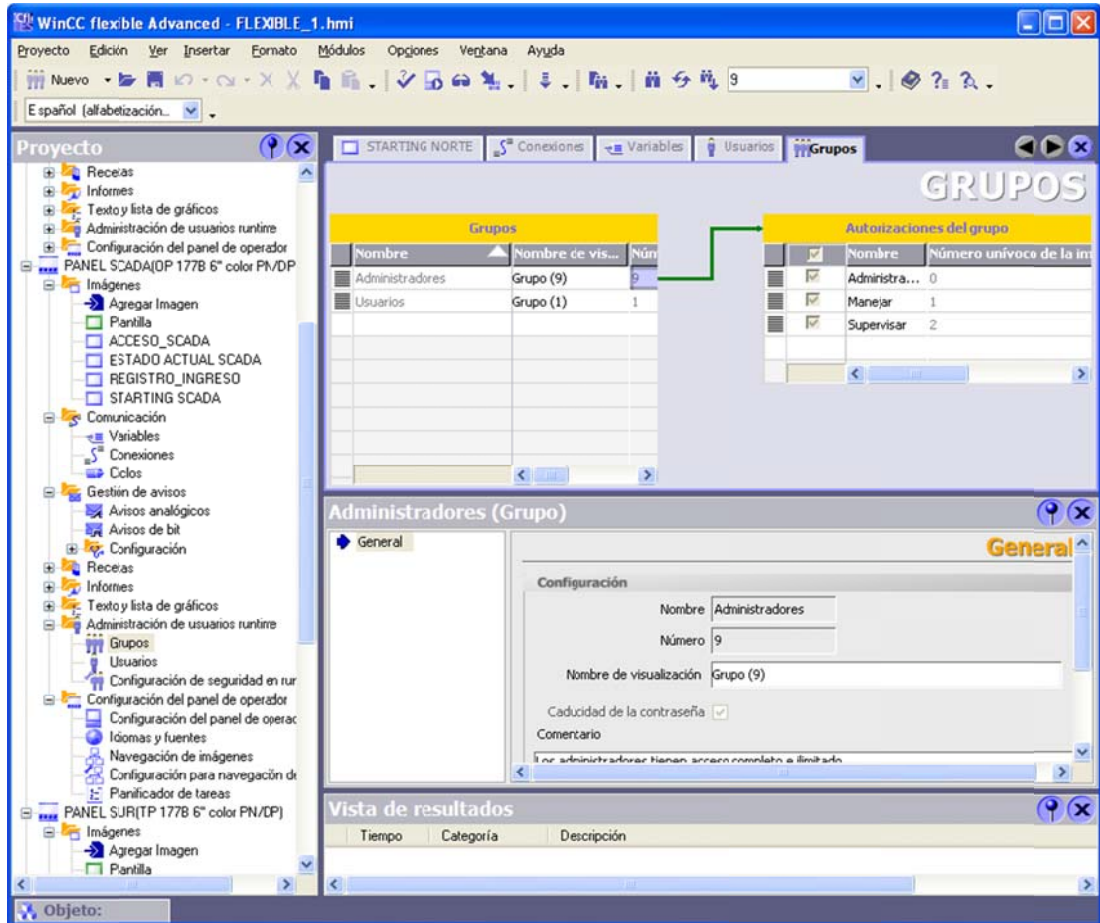 WinCC flexible Advanced - FLEXIBLE_1.hmi
Proyecto Edición Ver Insertar Formato Módulos Opciones Ventana Ayuda
Nuevo 9
Español (alfabetización...
Proyecto
Recetas
Informes
Texto y lista de gráficos
Administración de usuarios runtime
Configuración del panel de operador
PANEL SCADA(OP 177B 6" color PN/DP
Imágenes
Agregar Imagen
Plantilla
ACCESO_SCADA
ESTADO ACTUAL SCADA
REGISTRO_INGRESO
STARTING SCADA
Comunicación
Variables
Conexiones
Ciclos
Gestión de avisos
Avisos analógicos
Avisos de bit
Configuración
Recetas
Informes
Texto y lista de gráficos
Administración de usuarios runtime
Grupos
Usuarios
Configuración de seguridad en run
Configuración del panel de operador
Configuración del panel de operac
Idiomas y fuentes
Navegación de imágenes
Configuración para navegación de
Planificador de tareas
PANEL SUR(TP 177B 6" color PN/DP)
Imágenes
Agregar Imagen
Plantilla
STARTING NORTE Conexiones Variables Usuarios Grupos
GRUPOS
Grupos
Nombre Nombre de vis... Núm
Administradores Grupo (9) 9
Usuarios Grupo (1) 1
Autorizaciones del grupo
Nombre Número unívoco de la im
Administra... 0
Manejar 1
Supervisar 2
Administradores (Grupo)
General
General
Configuración
Nombre Administradores
Número 9
Nombre de visualización Grupo (9)
Caducidad de la contraseña
Comentario
Los administradores tienen acceso completo e ilimitado
Vista de resultados
Tiempo Categoría Descripción
Objeto: